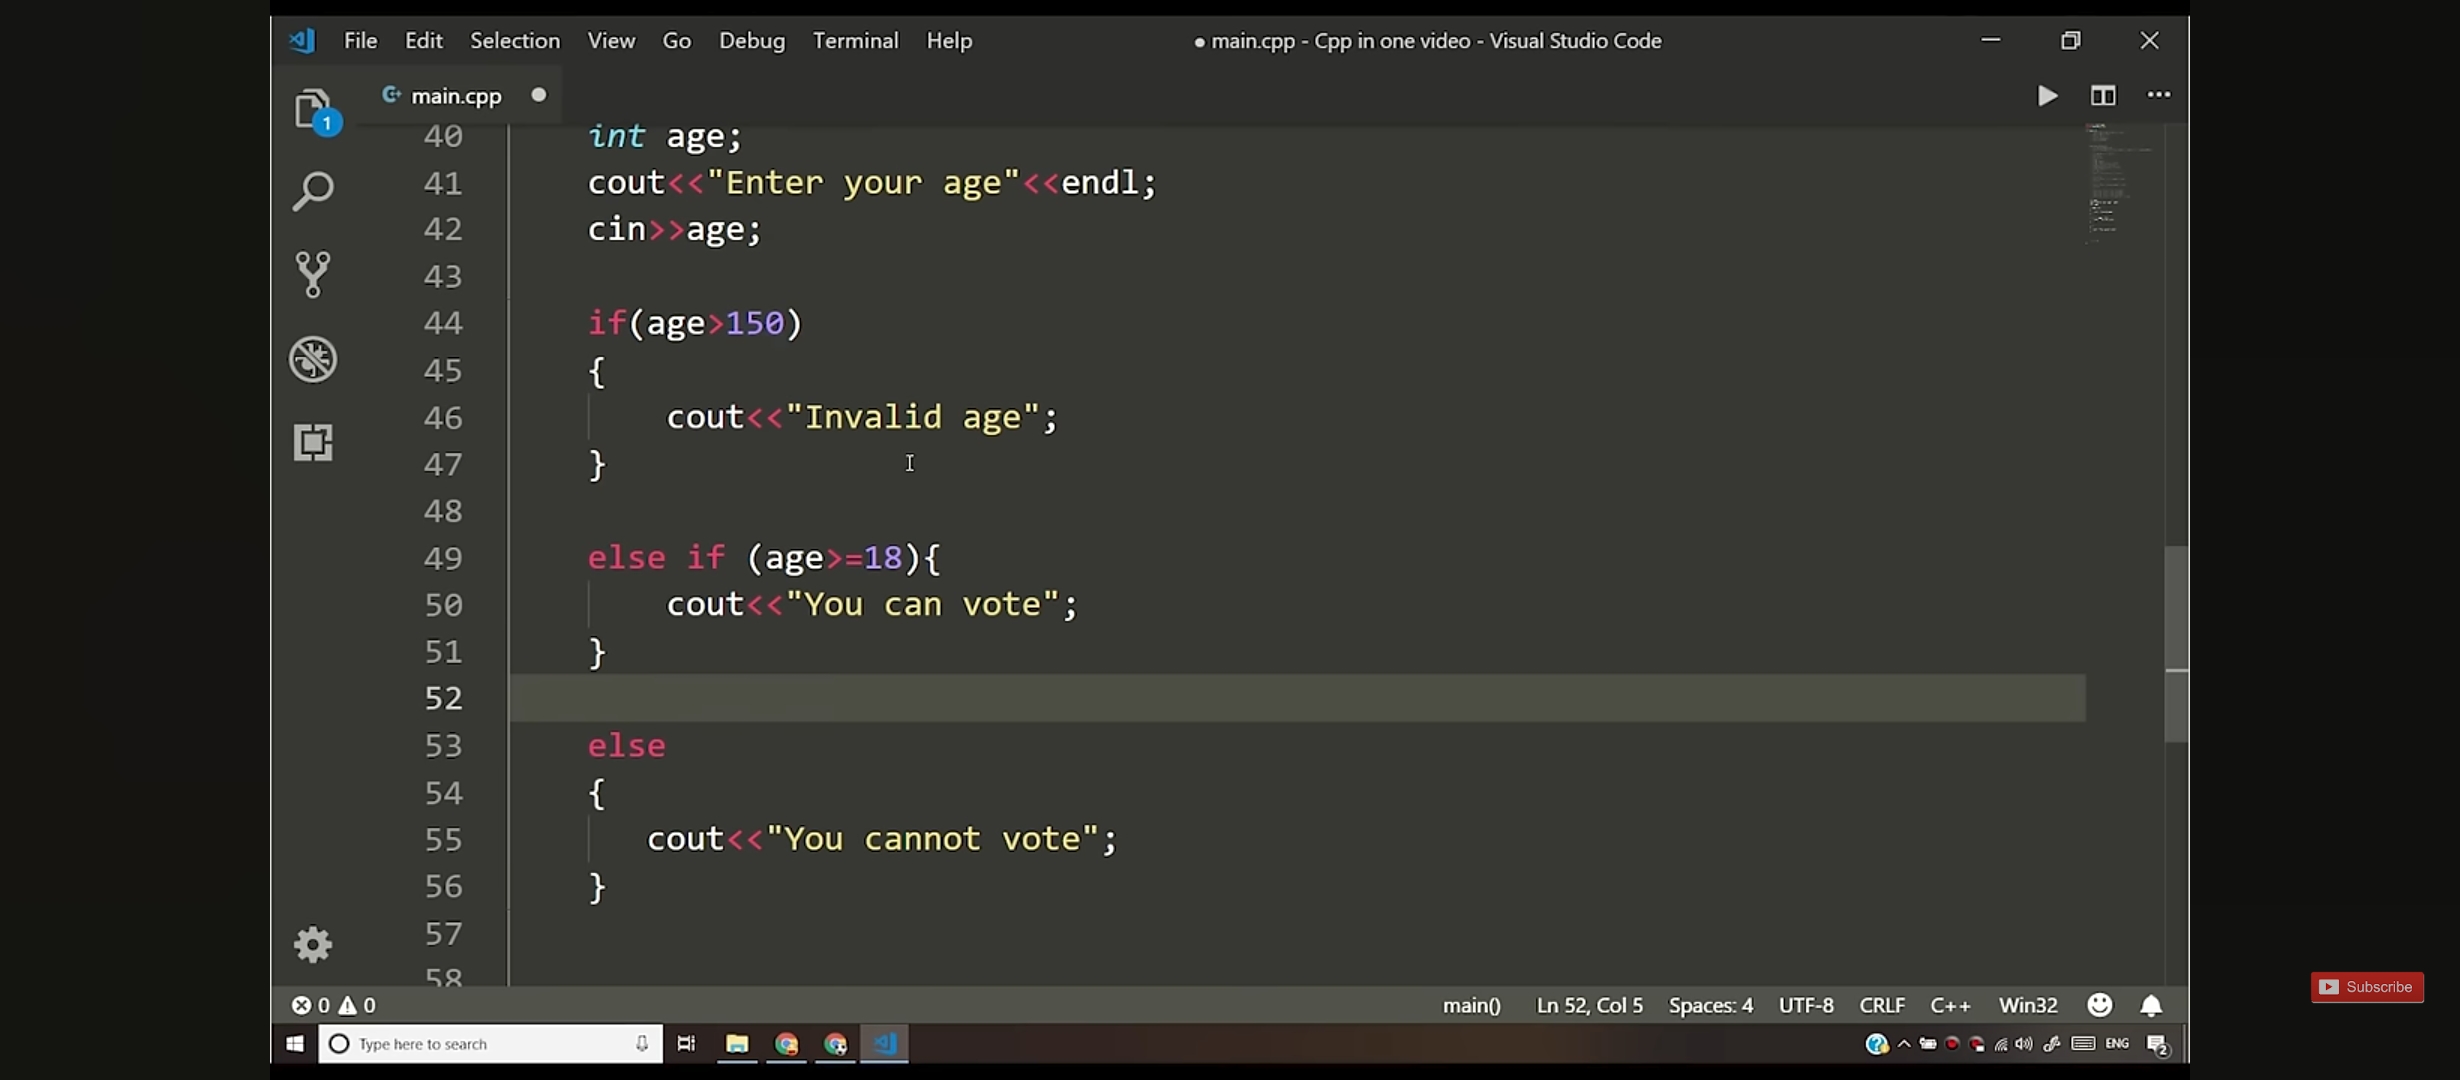 File Edit Selection View Go Debug Terminal Help ● main.cpp - Cpp in one video - Visual Studio Code
main.cpp ●
1
40 int age;
41 cout<<"Enter your age"<<endl;
42 cin>>age;
43
44 if(age>150)
45 {
46 cout<<"Invalid age";
47 }
48
49 else if (age>=18){
50 cout<<"You can vote";
51 }
52
53 else
54 {
55 cout<<"You cannot vote";
56 }
57
58
Subscribe
0 0 main() Ln 52, Col 5 Spaces: 4 UTF-8 CRLF C++ Win32
Type here to search ENG 2